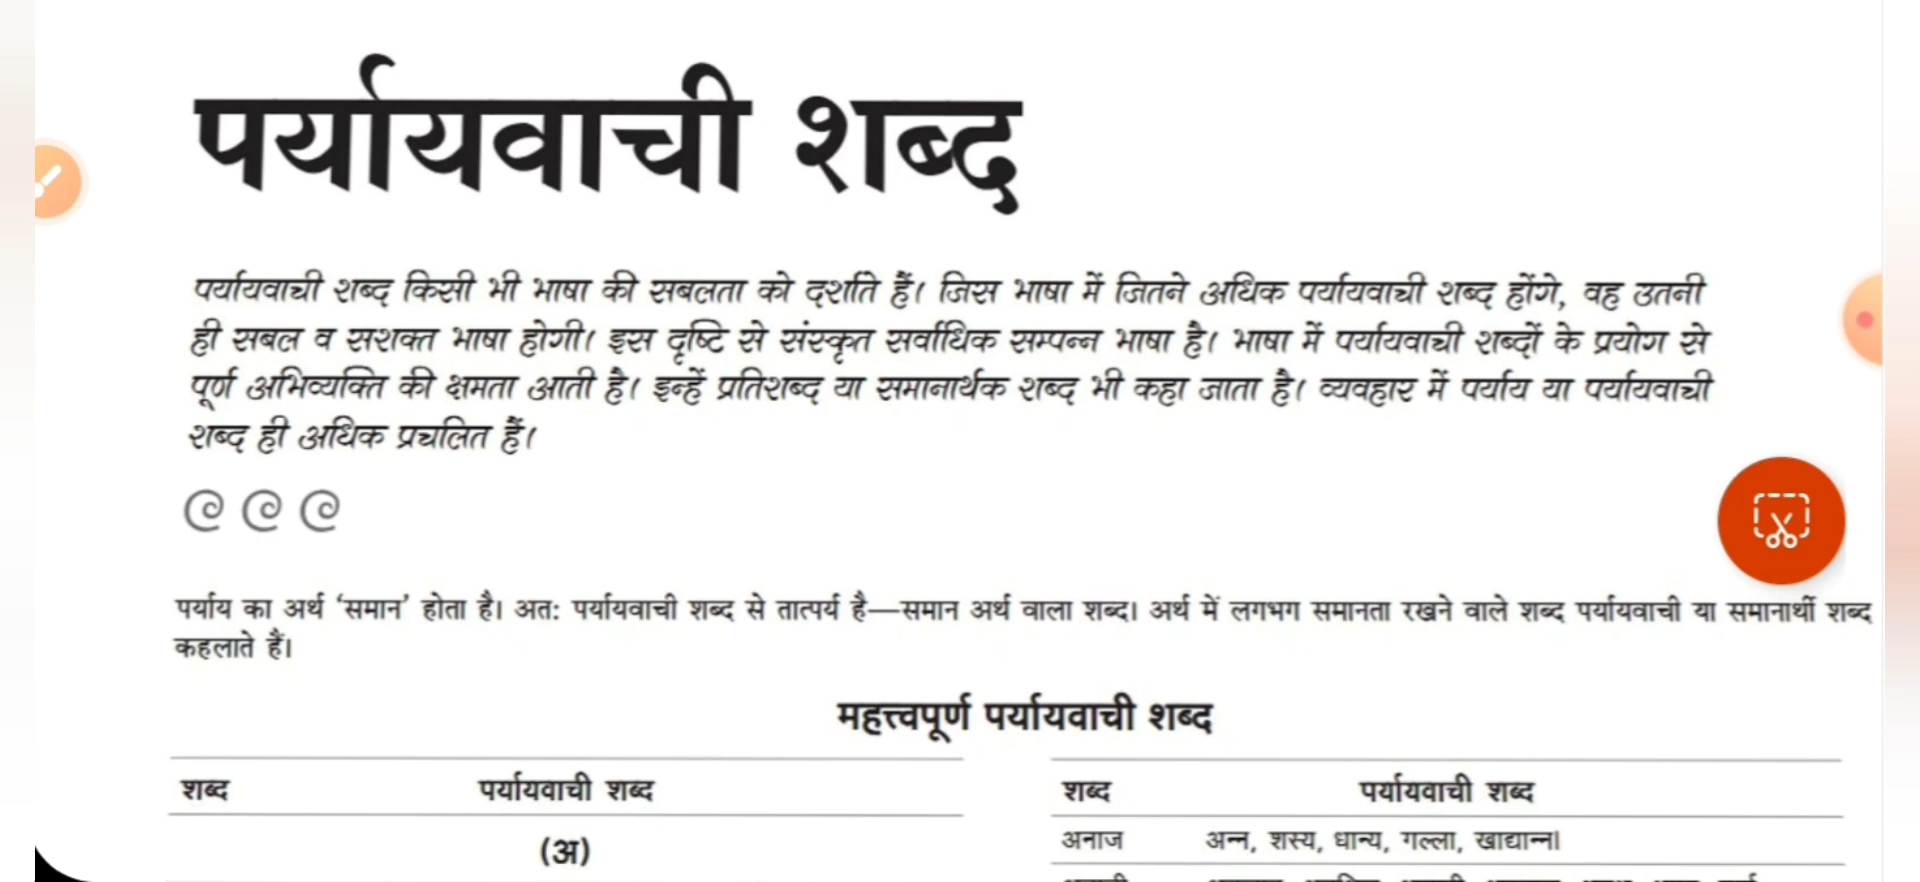 पर्यायवाची शब्द
पर्यायवाची शब्द किसी भी भाषा की सबलता को दर्शाते हैं। जिस भाषा में जितने अधिक पर्यायवाची शब्द होंगे, वह उतनी
ही सबल व सशक्त भाषा होगी। इस दृष्टि से संस्कृत सर्वाधिक सम्पन्न भाषा है। भाषा में पर्यायवाची शब्दों के प्रयोग से
पूर्ण अभिव्यक्ति की क्षमता आती है। इन्हें प्रतिशब्द या समानार्थक शब्द भी कहा जाता है। व्यवहार में पर्याय या पर्यायवाची
शब्द ही अधिक प्रचलित हैं।
पर्याय का अर्थ ‘समान’ होता है। अत: पर्यायवाची शब्द से तात्पर्य है—समान अर्थ वाला शब्द। अर्थ में लगभग समानता रखने वाले शब्द पर्यायवाची या समानार्थी शब्द
कहलाते हैं।
महत्त्वपूर्ण पर्यायवाची शब्द
शब्द पर्यायवाची शब्द
(अ)
शब्द पर्यायवाची शब्द
अनाज अन्न, शस्य, धान्य, गल्ला, खाद्यान्न।